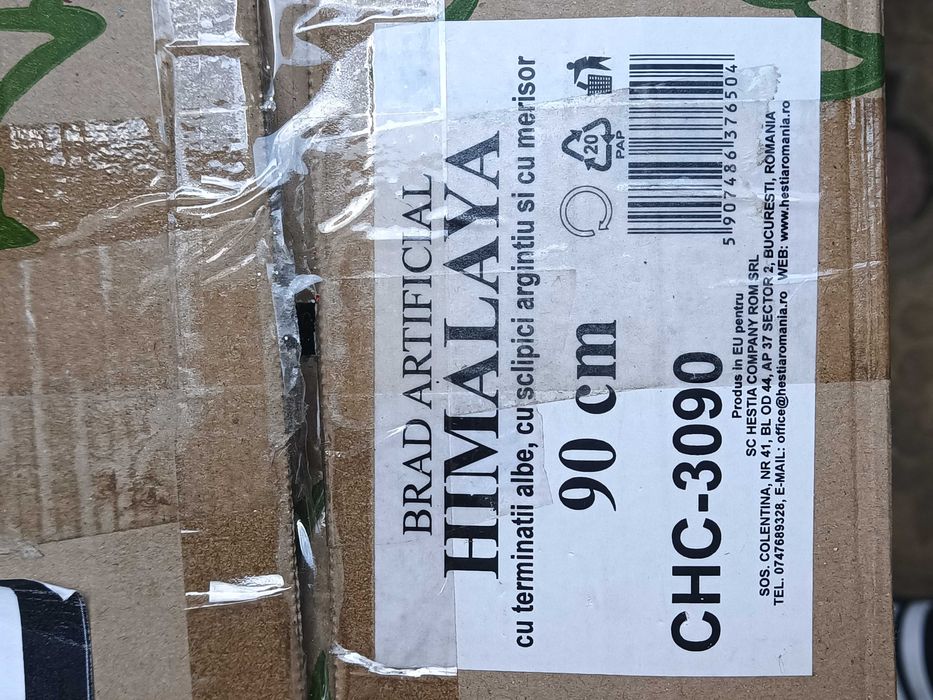 BRAD ARTIFICIAL
HIMALAYA
cu terminatii albe, cu sclipici argintiu si cu merisor
90 cm
20
PAP
5 907486 376504
CHC-3090
Produs in EU pentru
SC HESTIA COMPANY ROM SRL
SOS. COLENTINA, NR 41, BL OD 44, AP 37 SECTOR 2, BUCURESTI, ROMANIA
TEL. 0747689328, E-MAIL: office@hestiaromania.ro WEB: www.hestiaromania.ro